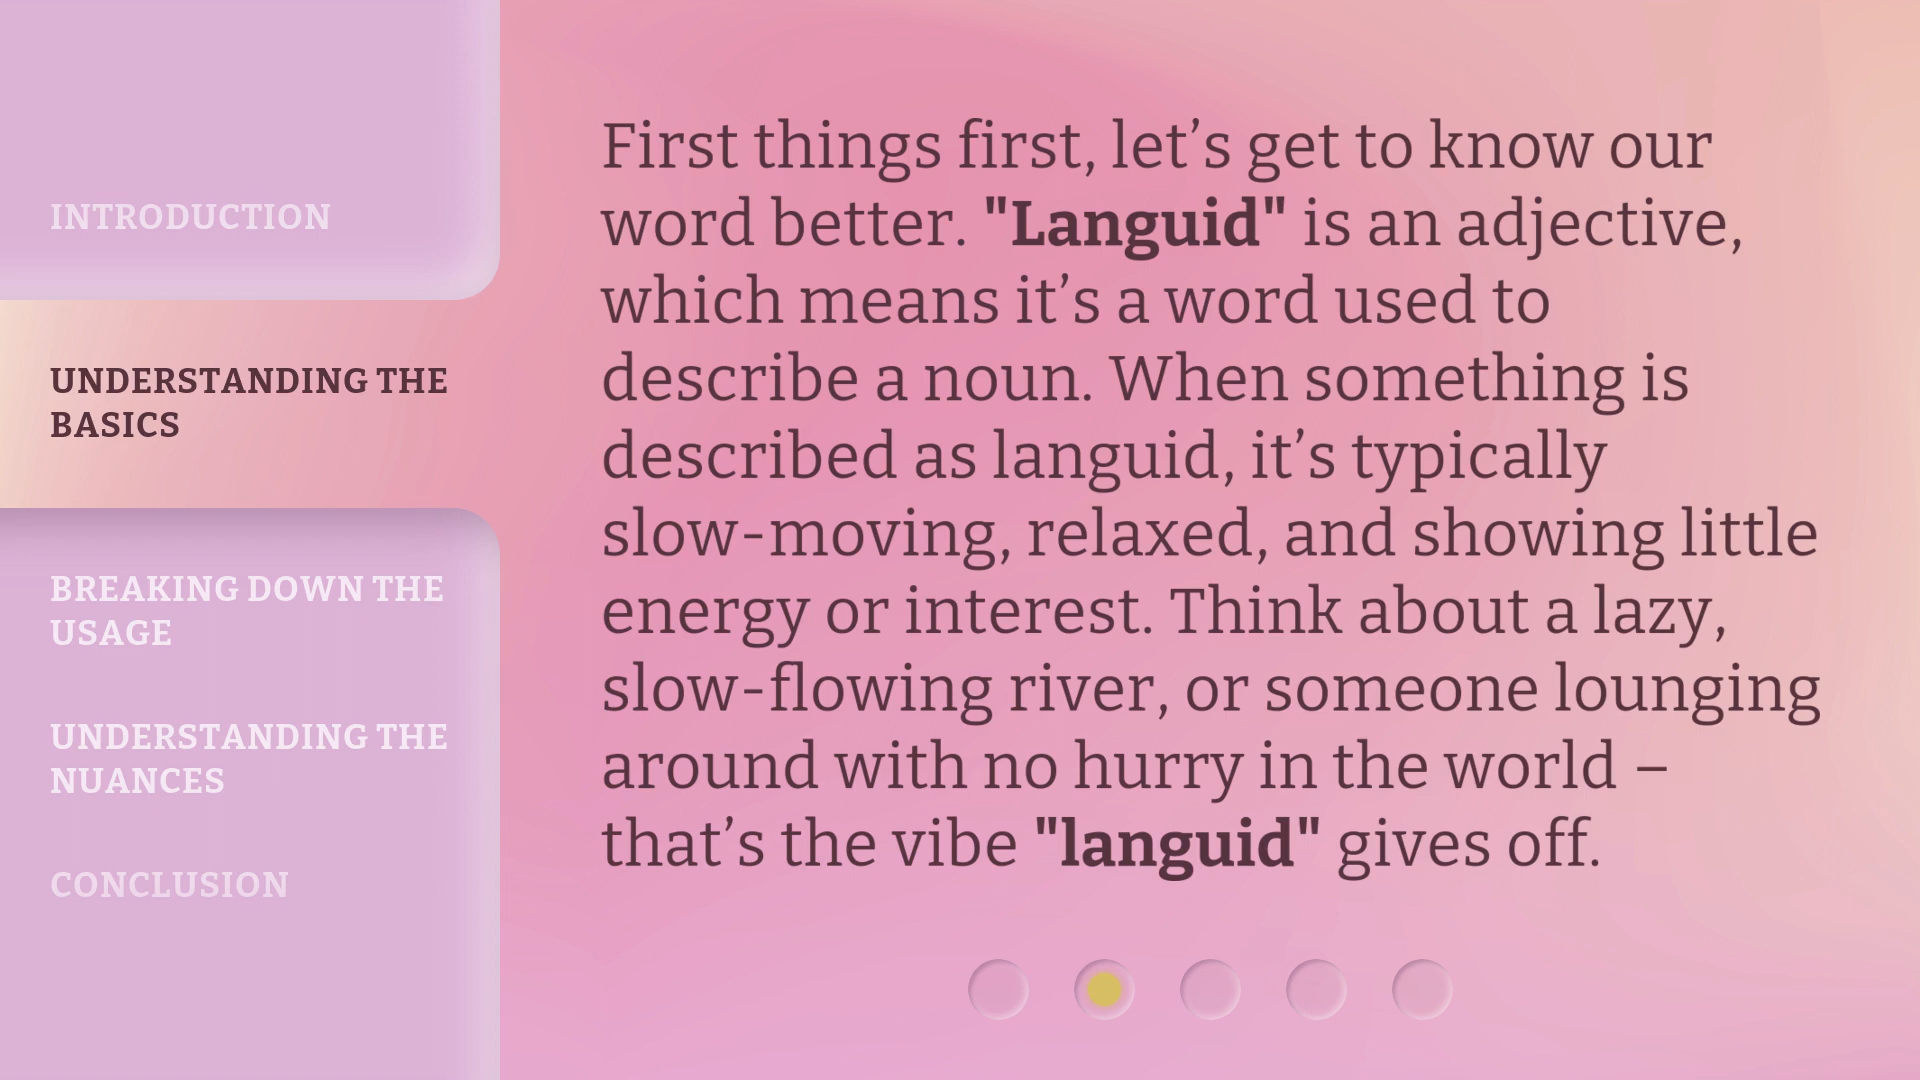 INTRODUCTION
UNDERSTANDING THE
BASICS
BREAKING DOWN THE
USAGE
UNDERSTANDING THE
NUANCES
CONCLUSION
First things first, let’s get to know our
word better. "Languid" is an adjective,
which means it’s a word used to
describe a noun. When something is
described as languid, it’s typically
slow-moving, relaxed, and showing little
energy or interest. Think about a lazy,
slow-flowing river, or someone lounging
around with no hurry in the world –
that’s the vibe "languid" gives off.